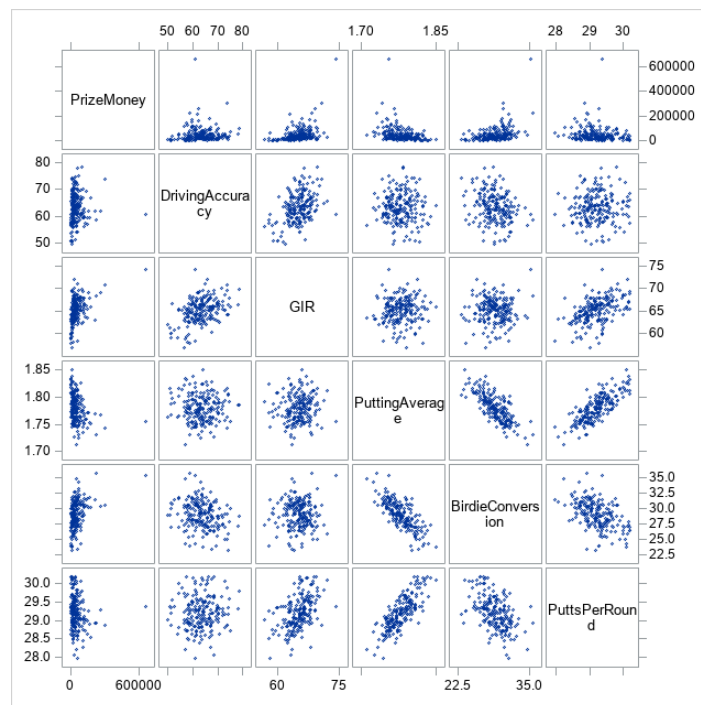 50 60 70 80 1.70 1.85 28 29 30
PrizeMoney
600000
400000
200000
0
80
70
60
50
DrivingAccura
cy
GIR
75
70
65
60
1.85
1.80
1.75
1.70
PuttingAverag
e
BirdieConvers
ion
35.0
32.5
30.0
27.5
25.0
22.5
30.0
29.5
29.0
28.5
28.0
PuttsPerRoun
d
0 600000 60 75 22.5 35.0